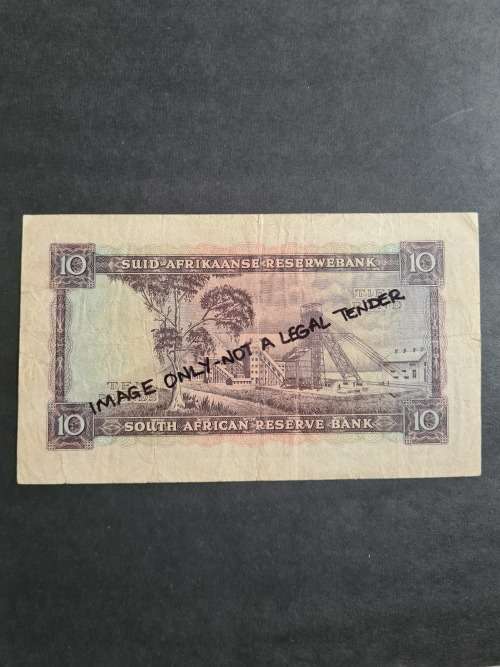 10 SUID-AFRIKAANSE RESERWEBANK 10
IMAGE ONLY-NOT A LEGAL TENDER
10 SOUTH AFRICAN RESERVE BANK 10